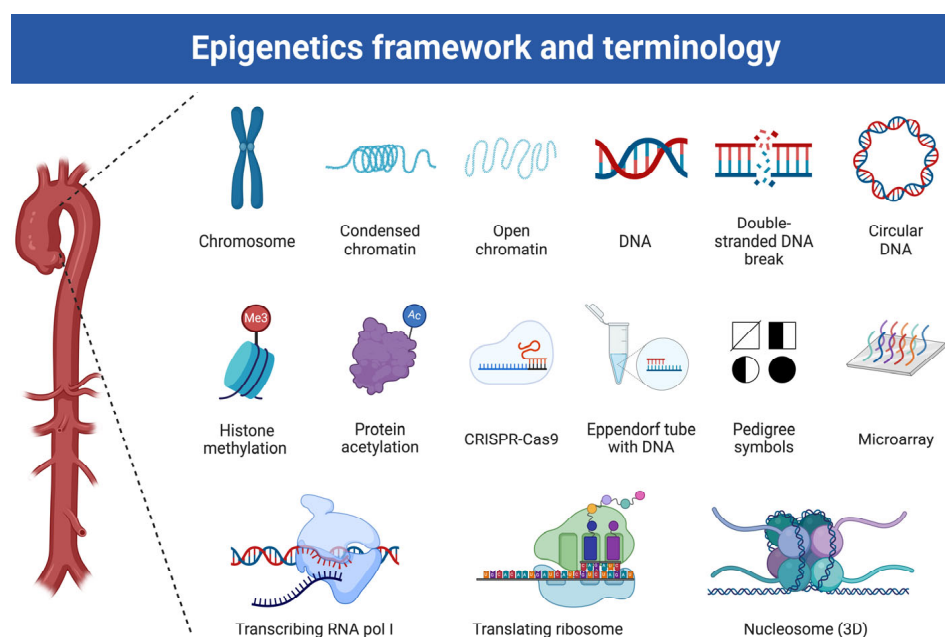 Epigenetics framework and terminology
Chromosome
Condensed
chromatin
Open
chromatin
DNA
Double-
stranded DNA
break
Circular
DNA
Me3
Ac
Histone
methylation
Protein
acetylation
CRISPR-Cas9
Eppendorf tube
with DNA
Pedigree
symbols
Microarray
Transcribing RNA pol I
Translating ribosome
Nucleosome (3D)